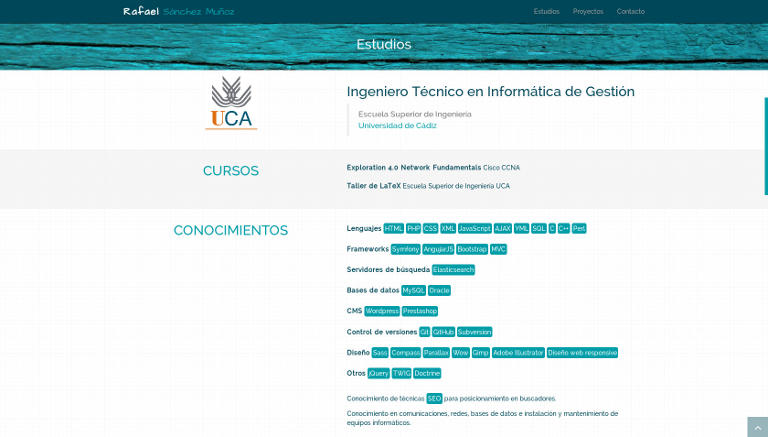 Rafael Sánchez Muñoz
Estudios Proyectos Contacto
Estudios
UCA
Ingeniero Técnico en Informática de Gestión
Escuela Superior de Ingeniería
Universidad de Cádiz
CURSOS
Exploration 4.0 Network Fundamentals Cisco CCNA
Taller de LaTeX Escuela Superior de Ingeniería UCA
CONOCIMIENTOS
Lenguajes HTML PHP CSS XML JavaScript AJAX YML SQL C C++ Perl
Frameworks Symfony AngularJS Bootstrap MVC
Servidores de búsqueda Elasticsearch
Bases de datos MySQL Oracle
CMS Wordpress Prestashop
Control de versiones Git GitHub Subversion
Diseño Sass Compass Parallax Wow Gimp Adobe Illustrator Diseño web responsive
Otros jQuery TWIG Doctrine
Conocimiento de técnicas SEO para posicionamiento en buscadores.
Conocimiento en comunicaciones, redes, bases de datos e instalación y mantenimiento de
equipos informáticos.